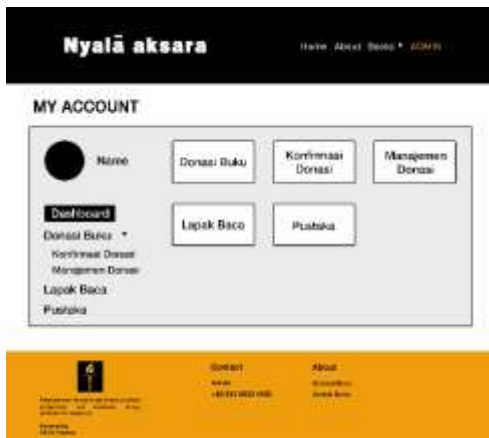 Nyalā aksara
Home About Books ADMIN
MY ACCOUNT
Name
Donasi Buku
Konfirmasi
Donasi
Manajemen
Donasi
Lapak Baca
Pustaka
Dashboard
Donasi Buku
Konfirmasi Donasi
Manajemen Donasi
Lapak Baca
Pustaka
Contact
About